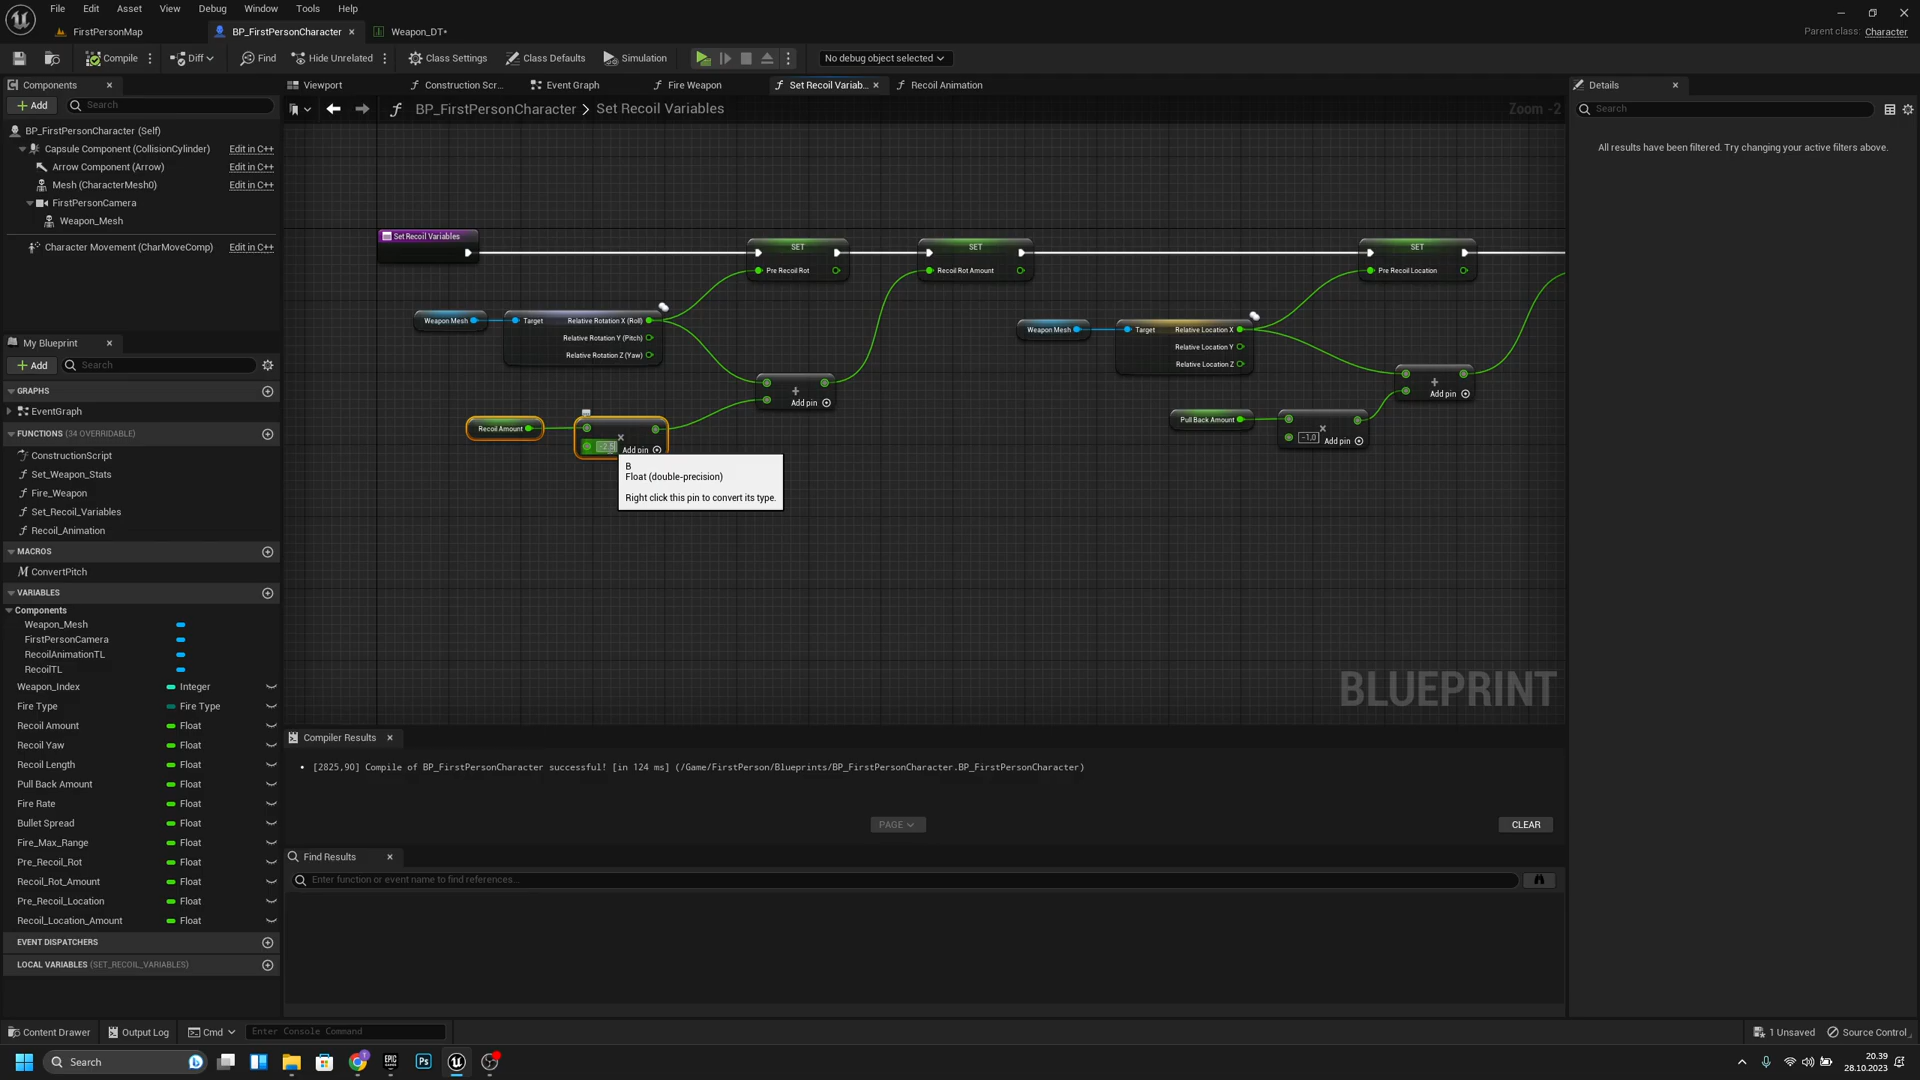 File Edit Asset View Debug Window Tools Help
FirstPersonMap
BP_FirstPersonCharacter
Weapon_DT*
Parent class: Character
Compile
Diff
Find
Hide Unrelated
Class Settings
Class Defaults
Simulation
No debug object selected
Components
Add
Search
Viewport
Construction Scr...
Event Graph
Fire Weapon
Set Recoil Variab...
Recoil Animation
Details
Search
All results have been filtered. Try changing your active filters above.
BP_FirstPersonCharacter > Set Recoil Variables
Zoom -2
BP_FirstPersonCharacter (Self)
Capsule Component (CollisionCylinder) Edit in C++
Arrow Component (Arrow) Edit in C++
Mesh (CharacterMesh0) Edit in C++
FirstPersonCamera
Weapon_Mesh
Character Movement (CharMoveComp) Edit in C++
Set Recoil Variables
SET
Pre Recoil Rot
SET
Recoil Rot Amount
SET
Pre Recoil Location
Weapon Mesh
Target
Relative Rotation X (Roll)
Relative Rotation Y (Pitch)
Relative Rotation Z (Yaw)
Weapon Mesh
Target
Relative Location X
Relative Location Y
Relative Location Z
+
Add pin
+
Add pin
Recoil Amount
-2.5
Add pin
Pull Back Amount
-1,0
Add pin
B
Float (double-precision)
Right click this pin to convert its type.
BLUEPRINT
My Blueprint
Add
Search
GRAPHS
EventGraph
FUNCTIONS (34 OVERRIDABLE)
ConstructionScript
Set_Weapon_Stats
Fire_Weapon
Set_Recoil_Variables
Recoil_Animation
MACROS
ConvertPitch
VARIABLES
Components
Weapon_Mesh
FirstPersonCamera
RecoilAnimationTL
RecoilTL
Weapon_Index Integer
Fire Type Fire Type
Recoil Amount Float
Recoil Yaw Float
Recoil Length Float
Pull Back Amount Float
Fire Rate Float
Bullet Spread Float
Fire_Max_Range Float
Pre_Recoil_Rot Float
Recoil_Rot_Amount Float
Pre_Recoil_Location Float
Recoil_Location_Amount Float
EVENT DISPATCHERS
LOCAL VARIABLES (SET_RECOIL_VARIABLES)
Compiler Results
[2825,90] Compile of BP_FirstPersonCharacter successful! [in 124 ms] (/Game/FirstPerson/Blueprints/BP_FirstPersonCharacter.BP_FirstPersonCharacter)
PAGE
CLEAR
Find Results
Enter function or event name to find references...
Content Drawer
Output Log
Cmd
Enter Console Command
1 Unsaved
Source Control
Search
EPIC
Ps
20.39
28.10.2023